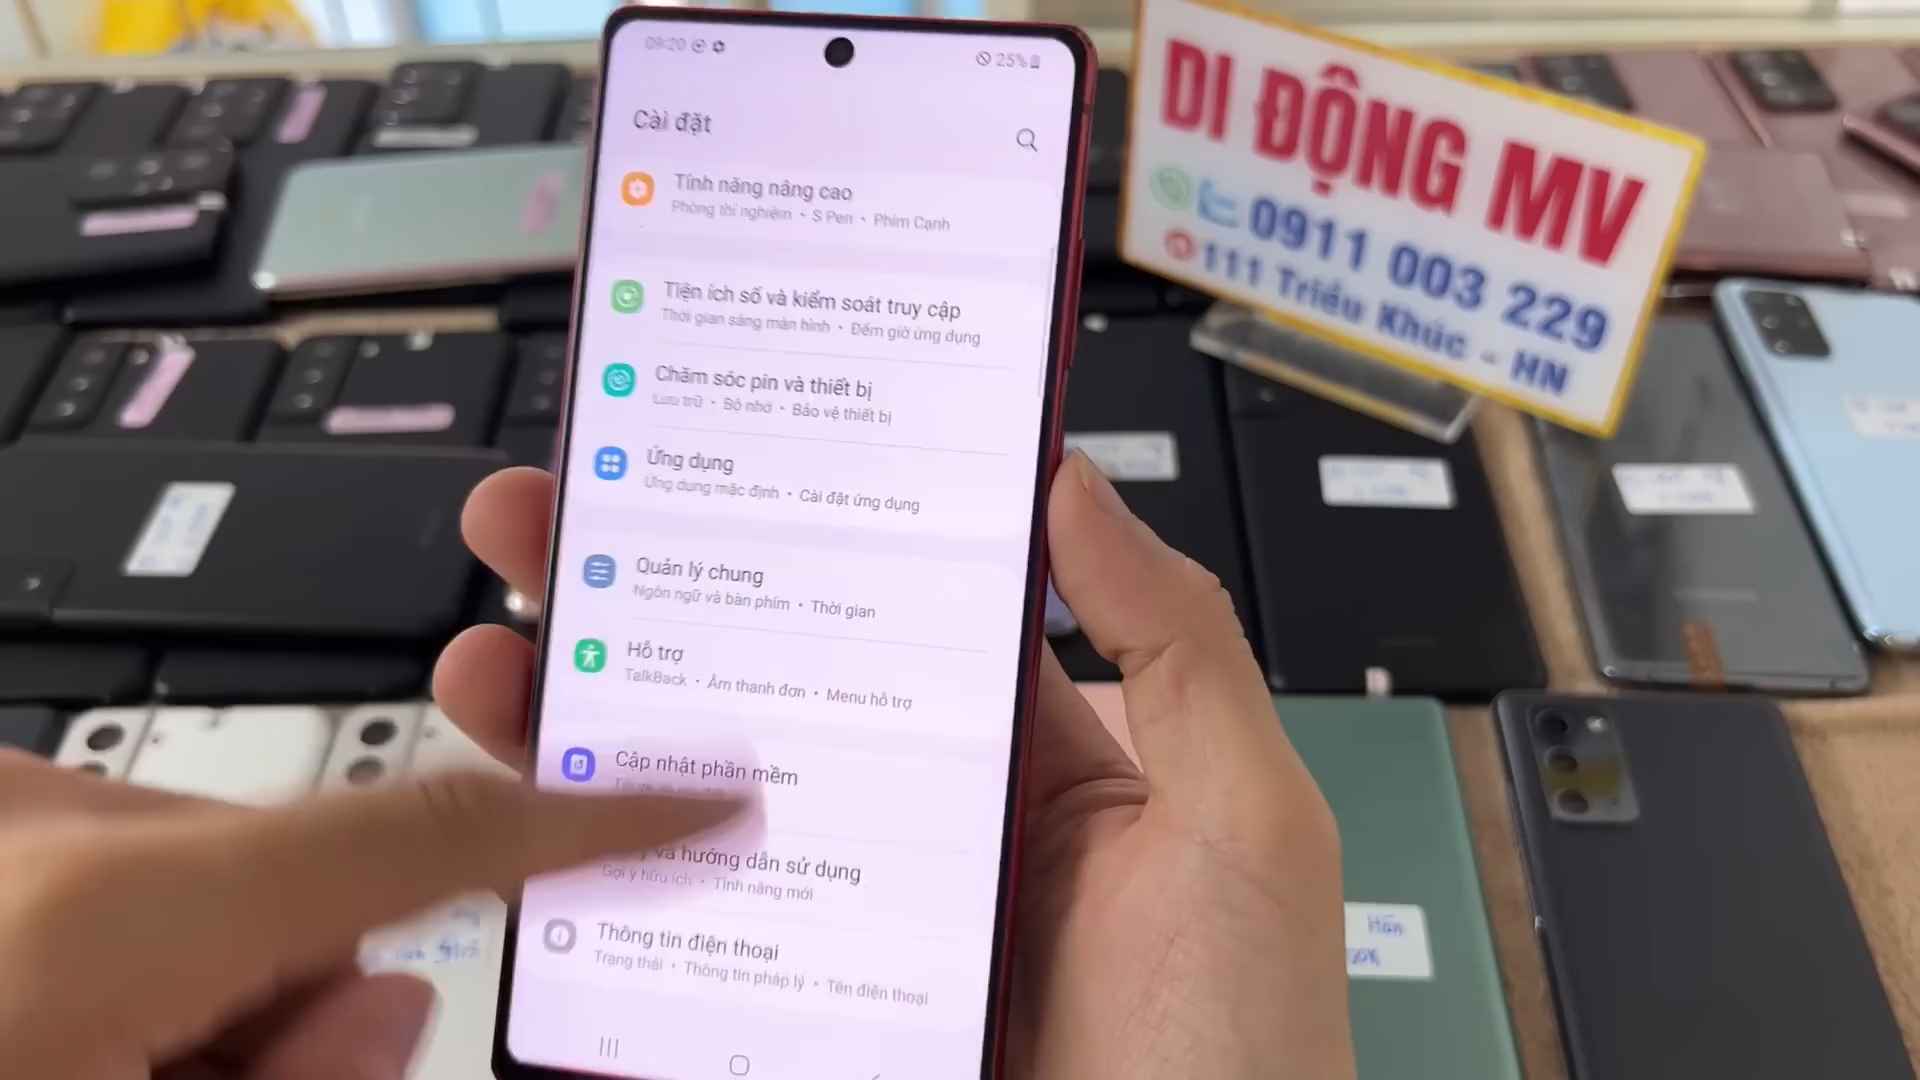 09:20
25%
Cài đặt
Tính năng nâng cao
Phòng thí nghiệm • S Pen • Phím Cạnh
Tiện ích số và kiểm soát truy cập
Thời gian sáng màn hình • Đếm giờ ứng dụng
Chăm sóc pin và thiết bị
Lưu trữ • Bộ nhớ • Bảo vệ thiết bị
Ứng dụng
Ứng dụng mặc định • Cài đặt ứng dụng
Quản lý chung
Ngôn ngữ và bàn phím • Thời gian
Hỗ trợ
TalkBack • Âm thanh đơn • Menu hỗ trợ
Cập nhật phần mềm
và hướng dẫn sử dụng
Gợi ý hữu ích • Tính năng mới
Thông tin điện thoại
Trạng thái • Thông tin pháp lý • Tên điện thoại
DI ĐỘNG MV
0911 003 229
111 Triều Khúc - HN
Hàn